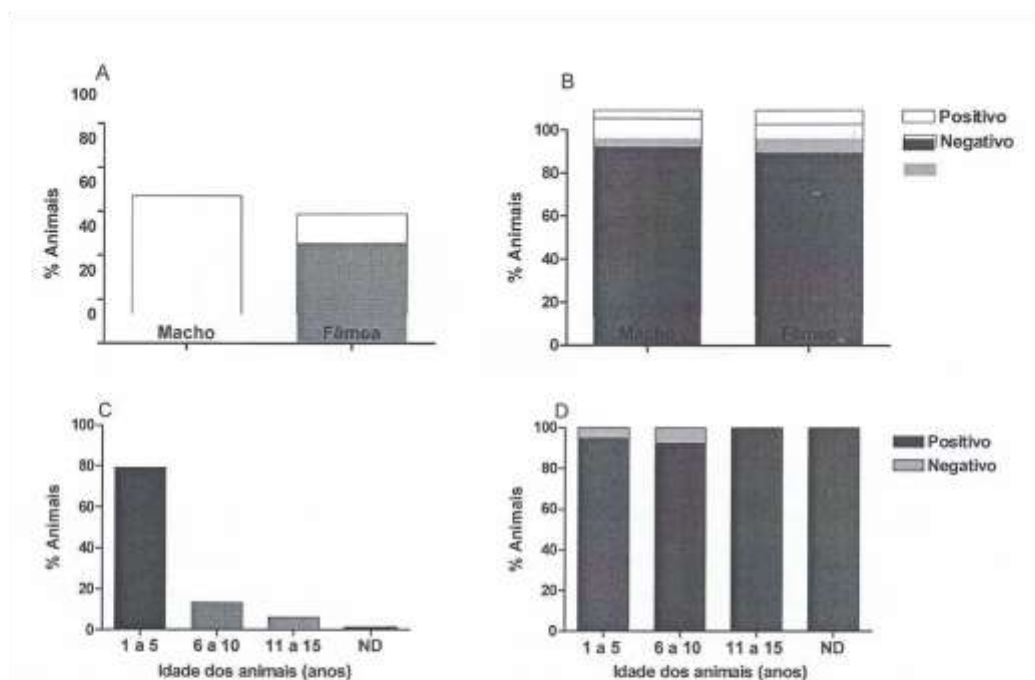 A
100
80
60
40
20
0
% Animais
Macho
Fêmea
B
100
80
60
40
20
0
% Animais
Macho
Fêmea
Positivo
Negativo
C
100
80
60
40
20
0
% Animais
1 a 5
6 a 10
11 a 15
ND
Idade dos animais (anos)
D
100
80
60
40
20
0
% Animais
1 a 5
6 a 10
11 a 15
ND
Idade dos animais (anos)
Positivo
Negativo